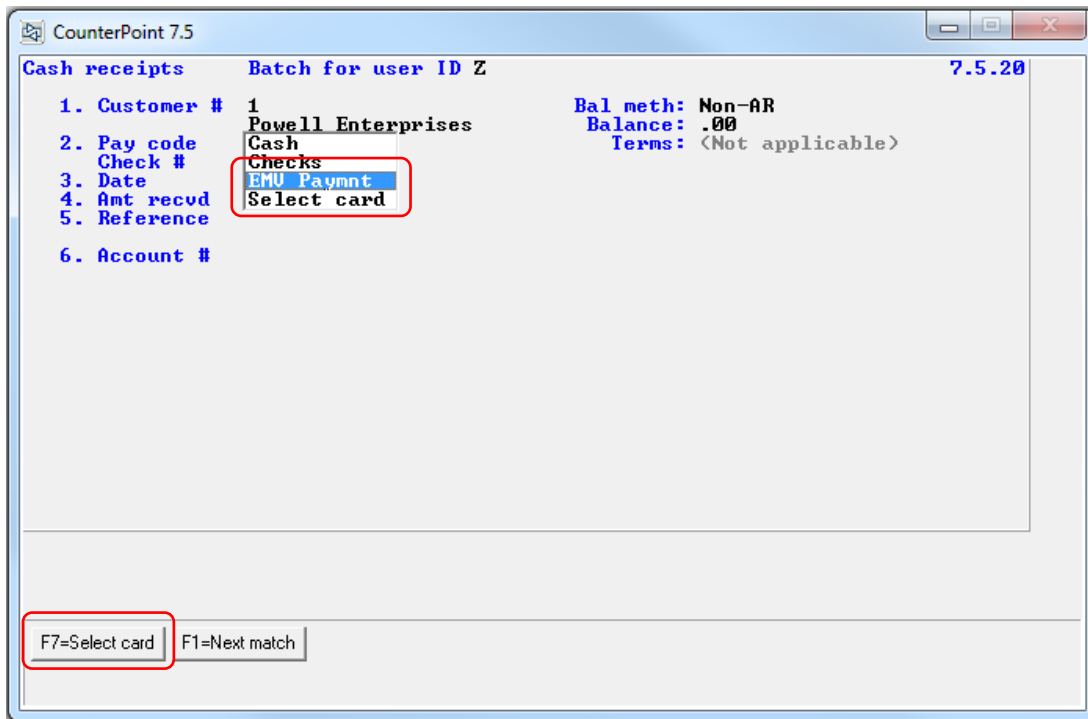 CounterPoint 7.5
Cash receipts Batch for user ID Z 7.5.20
1. Customer # 1 Bal meth: Non-AR
Powell Enterprises Balance: .00
2. Pay code Cash Terms: (Not applicable)
Check # Checks
3. Date EMV Paymnt
4. Amt recvd Select card
5. Reference
6. Account #
F7=Select card F1=Next match